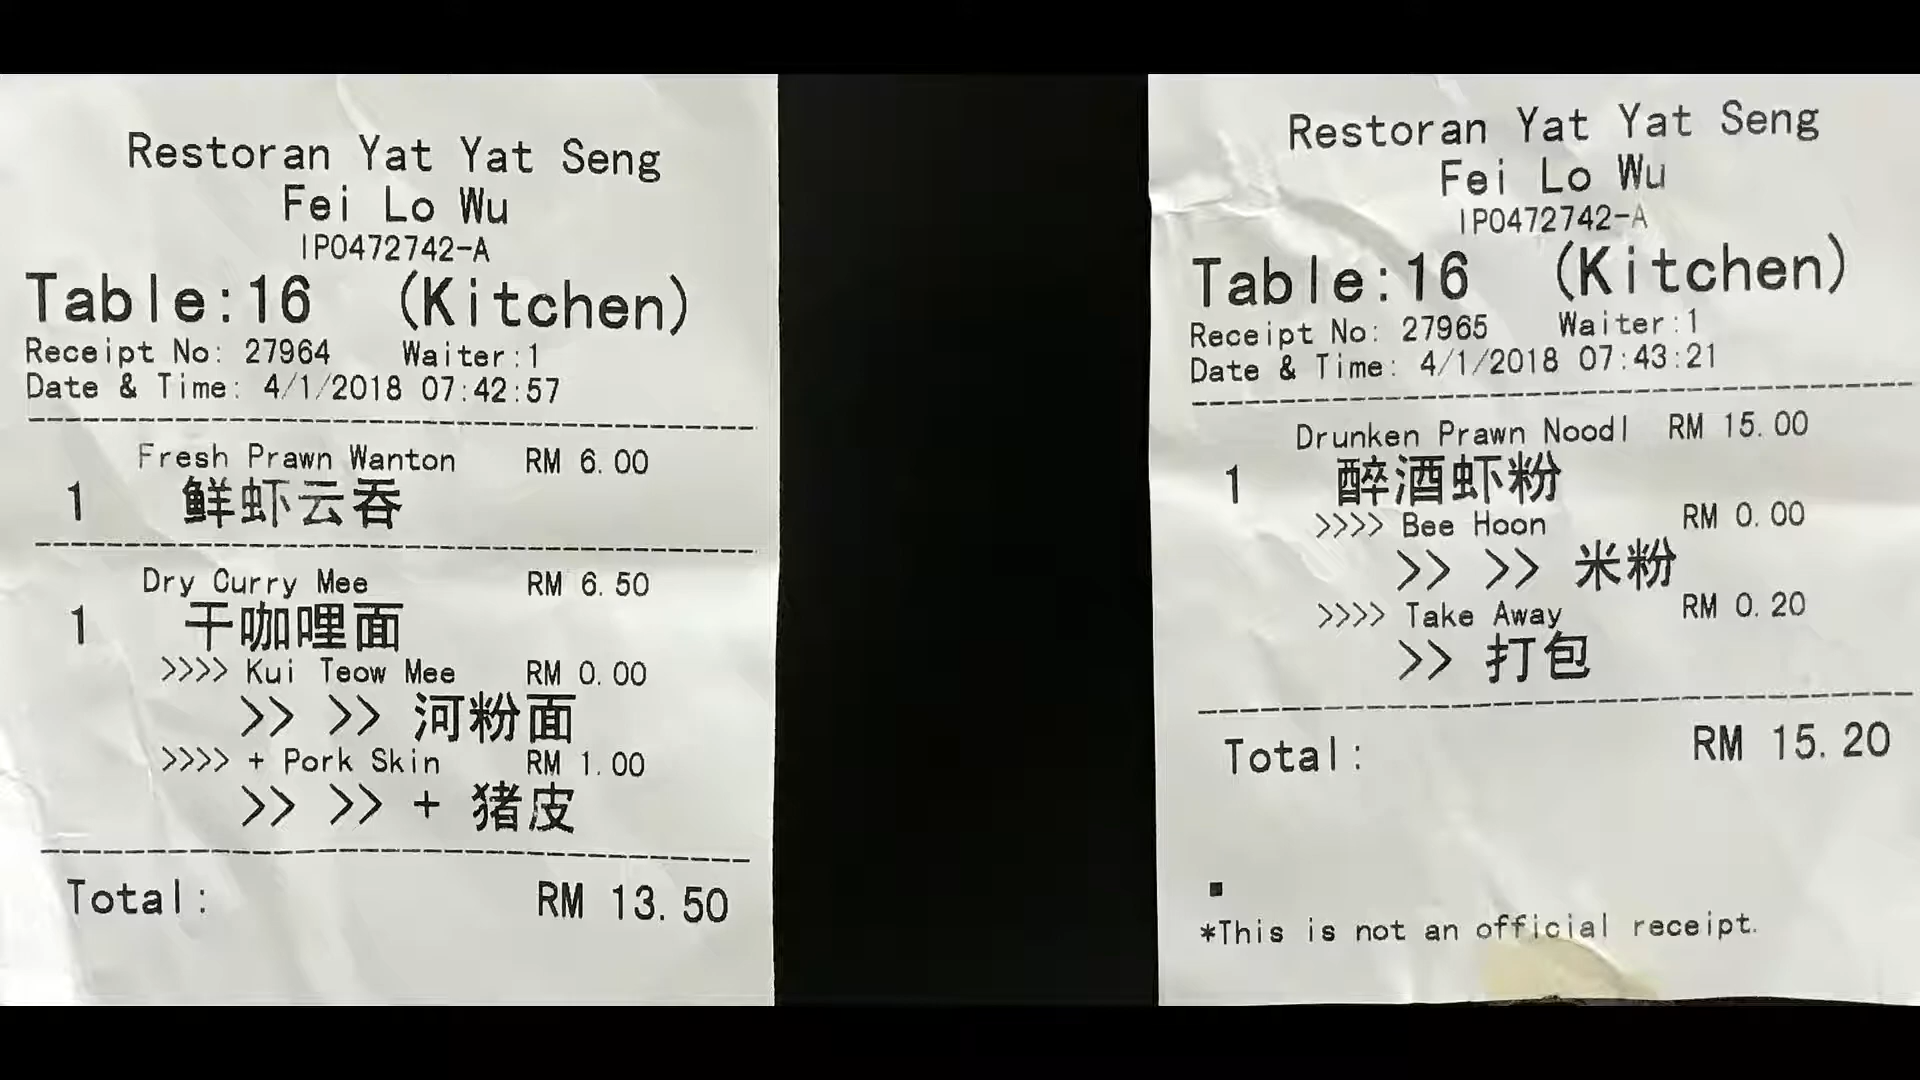 Restoran Yat Yat Seng
Fei Lo Wu
IP0472742-A
Table:16 (Kitchen)
Receipt No: 27964 Waiter:1
Date & Time: 4/1/2018 07:42:57
Fresh Prawn Wanton RM 6.00
1 鲜虾云吞
Dry Curry Mee RM 6.50
1 干咖哩面
>>>> Kui Teow Mee RM 0.00
>> >> 河粉面
>>>> + Pork Skin RM 1.00
>> >> + 猪皮
Total: RM 13.50
Restoran Yat Yat Seng
Fei Lo Wu
IP0472742-A
Table:16 (Kitchen)
Receipt No: 27965 Waiter:1
Date & Time: 4/1/2018 07:43:21
Drunken Prawn Noodl RM 15.00
1 醉酒虾粉
>>>> Bee Hoon RM 0.00
>> >> 米粉
>>>> Take Away RM 0.20
>> 打包
Total: RM 15.20
*This is not an official receipt.